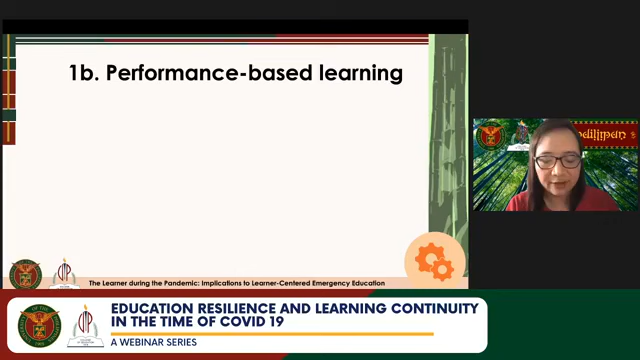 1b. Performance-based learning
The Learner during the Pandemic: Implications to Learner-Centered Emergency Education
EDUCATION RESILIENCE AND LEARNING CONTINUITY
IN THE TIME OF COVID 19
A WEBINAR SERIES